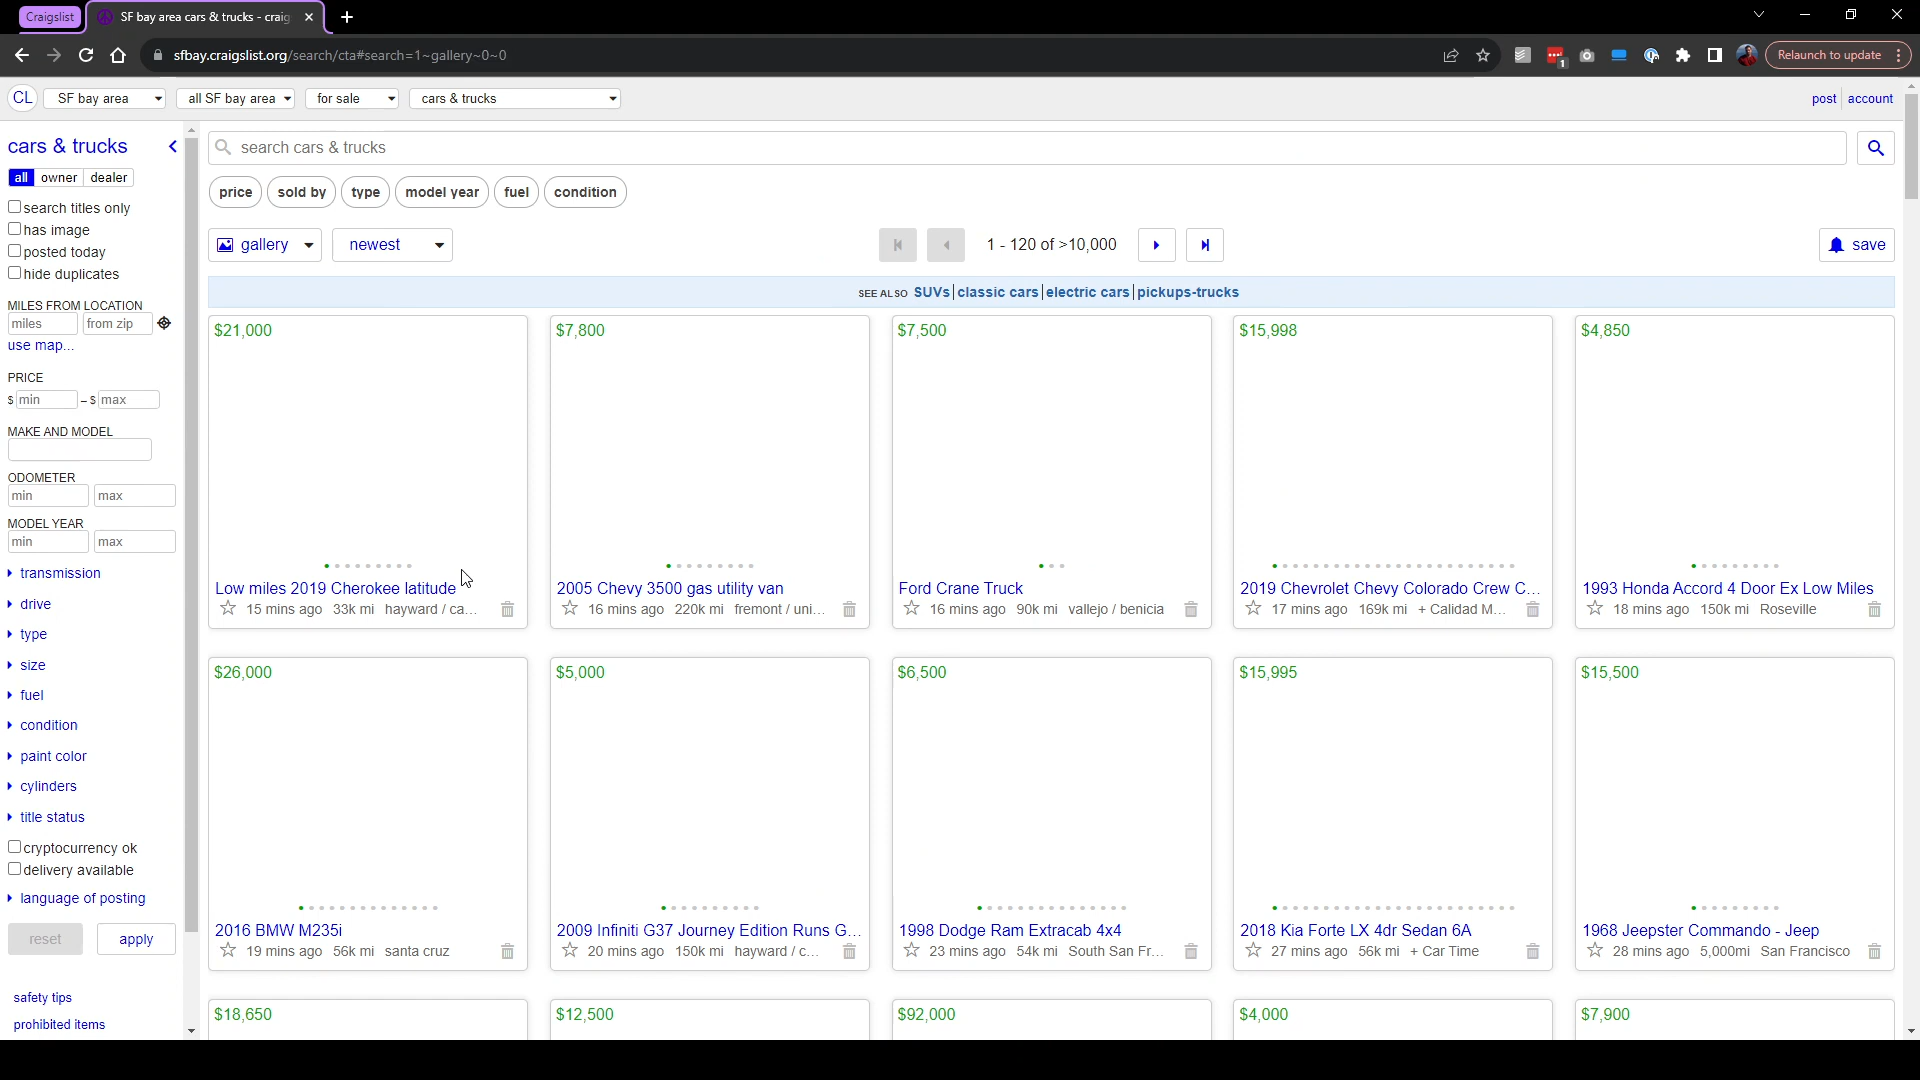 Craigslist
SF bay area cars & trucks - craig
sfbay.craigslist.org/search/cta#search=1~gallery~0~0
1
Relaunch to update
CL
SF bay area
all SF bay area
for sale
cars & trucks
post
account
cars & trucks
all
owner
dealer
search titles only
has image
posted today
hide duplicates
MILES FROM LOCATION
miles
from zip
use map...
PRICE
$ min – $ max
MAKE AND MODEL
ODOMETER
min
max
MODEL YEAR
min
max
transmission
drive
type
size
fuel
condition
paint color
cylinders
title status
cryptocurrency ok
delivery available
language of posting
reset
apply
safety tips
prohibited items
search cars & trucks
price
sold by
type
model year
fuel
condition
gallery
newest
1 - 120 of >10,000
save
SEE ALSO SUVs classic cars electric cars pickups-trucks
$21,000
Low miles 2019 Cherokee latitude
15 mins ago 33k mi hayward / ca...
$7,800
2005 Chevy 3500 gas utility van
16 mins ago 220k mi fremont / uni...
$7,500
Ford Crane Truck
16 mins ago 90k mi vallejo / benicia
$15,998
2019 Chevrolet Chevy Colorado Crew C...
17 mins ago 169k mi + Calidad M...
$4,850
1993 Honda Accord 4 Door Ex Low Miles
18 mins ago 150k mi Roseville
$26,000
2016 BMW M235i
19 mins ago 56k mi santa cruz
$5,000
2009 Infiniti G37 Journey Edition Runs G...
20 mins ago 150k mi hayward / c...
$6,500
1998 Dodge Ram Extracab 4x4
23 mins ago 54k mi South San Fr...
$15,995
2018 Kia Forte LX 4dr Sedan 6A
27 mins ago 56k mi + Car Time
$15,500
1968 Jeepster Commando - Jeep
28 mins ago 5,000mi San Francisco
$18,650
$12,500
$92,000
$4,000
$7,900